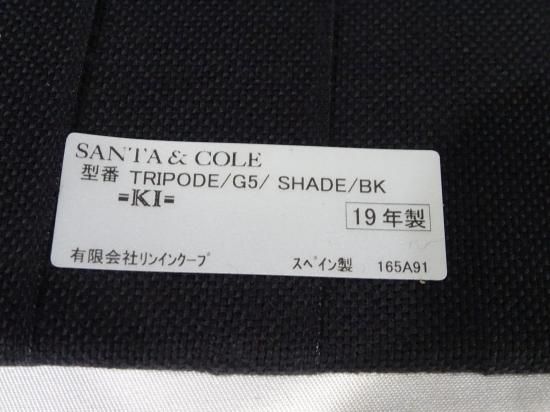 SANTA & COLE
型番 TRIPODE/G5/ SHADE/BK
=KI=
19年製
有限会社リンインクープ スペイン製 165A91